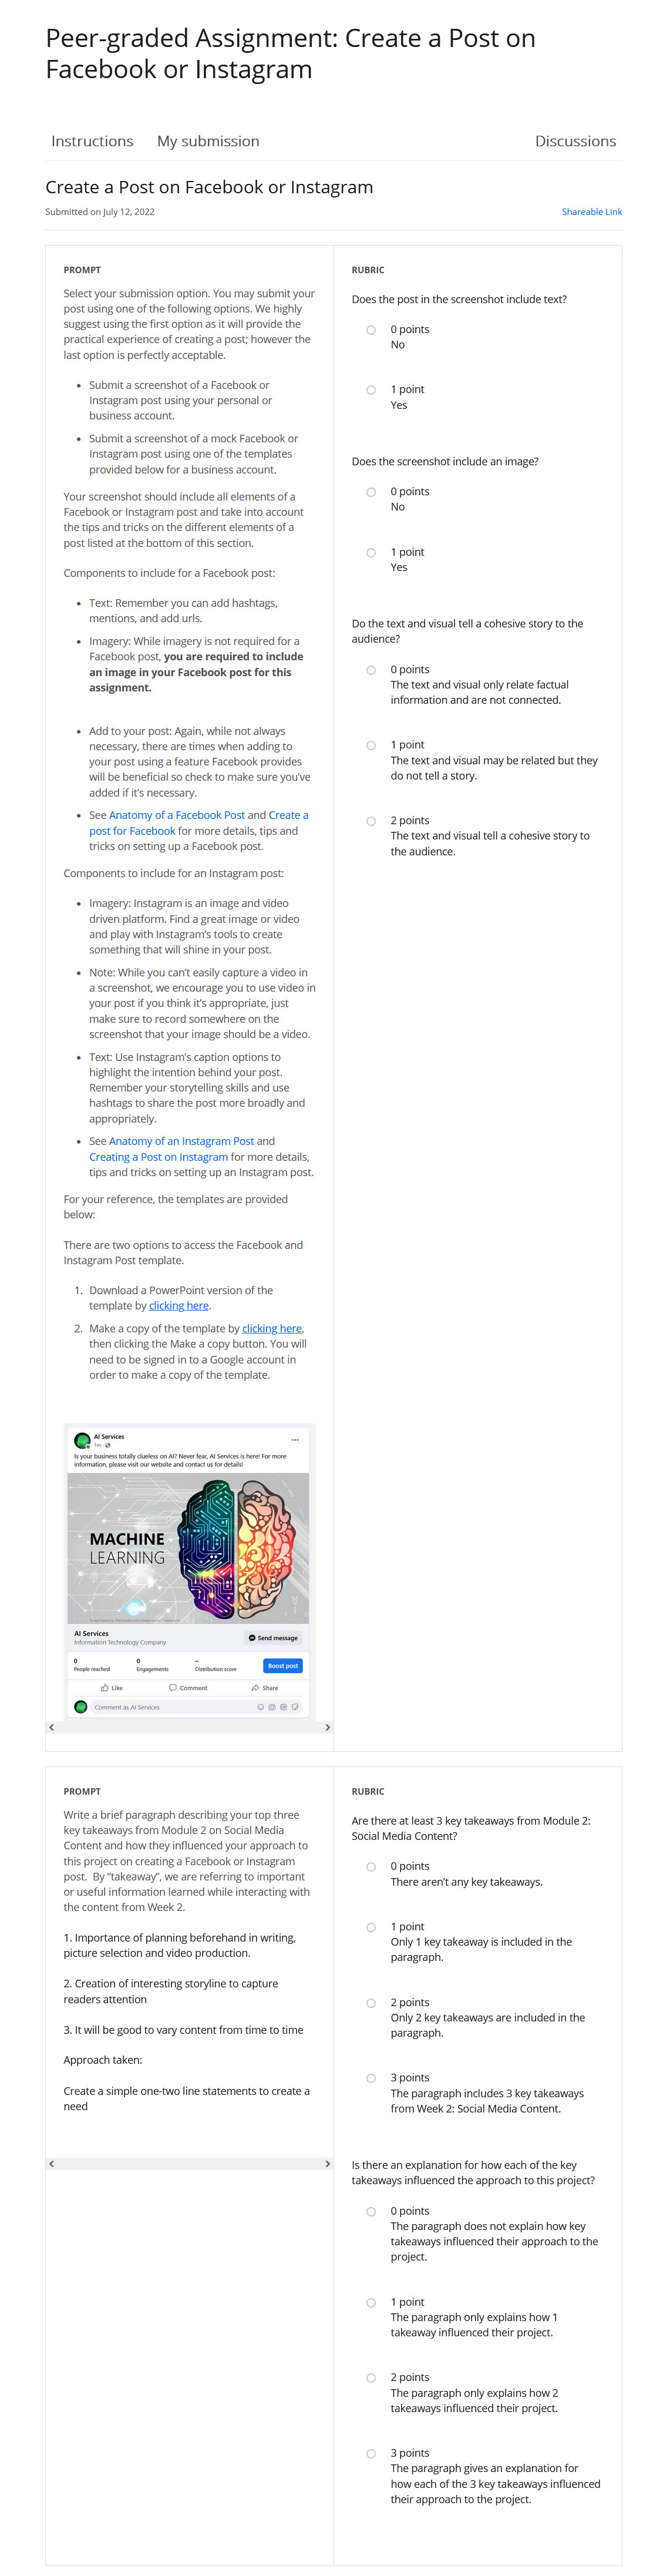 Peer-graded Assignment: Create a Post on
Facebook or Instagram
Instructions
My submission
Discussions
Create a Post on Facebook or Instagram
Submitted on July 12, 2022
Shareable Link
PROMPT
Select your submission option. You may submit your
post using one of the following options. We highly
suggest using the first option as it will provide the
practical experience of creating a post; however the
last option is perfectly acceptable.
Submit a screenshot of a Facebook or
Instagram post using your personal or
business account.
Submit a screenshot of a mock Facebook or
Instagram post using one of the templates
provided below for a business account.
Your screenshot should include all elements of a
Facebook or Instagram post and take into account
the tips and tricks on the different elements of a
post listed at the bottom of this section.
Components to include for a Facebook post:
Text: Remember you can add hashtags,
mentions, and add urls.
Imagery: While imagery is not required for a
Facebook post, you are required to include
an image in your Facebook post for this
assignment.
Add to your post: Again, while not always
necessary, there are times when adding to
your post using a feature Facebook provides
will be beneficial so check to make sure you've
added if it's necessary.
See Anatomy of a Facebook Post and Create a
post for Facebook for more details, tips and
tricks on setting up a Facebook post.
Components to include for an Instagram post:
Imagery: Instagram is an image and video
driven platform. Find a great image or video
and play with Instagram's tools to create
something that will shine in your post.
Note: While you can't easily capture a video in
a screenshot, we encourage you to use video in
your post if you think it's appropriate, just
make sure to record somewhere on the
screenshot that your image should be a video.
Text: Use Instagram's caption options to
highlight the intention behind your post.
Remember your storytelling skills and use
hashtags to share the post more broadly and
appropriately.
See Anatomy of an Instagram Post and
Creating a Post on Instagram for more details,
tips and tricks on setting up an Instagram post.
For your reference, the templates are provided
below:
There are two options to access the Facebook and
Instagram Post template.
1. Download a PowerPoint version of the
template by clicking here.
2. Make a copy of the template by clicking here,
then clicking the Make a copy button. You will
need to be signed in to a Google account in
order to make a copy of the template.
AI Services
1m
Is your business totally clueless on AI? Never fear, AI Services is here! For more
information, please visit our website and contact us for details!
MACHINE
LEARNING
AI Services
Information Technology Company
Send message
0
People reached
0
Engagements
–
Distribution score
Boost post
Like
Comment
Share
Comment as AI Services
RUBRIC
Does the post in the screenshot include text?
0 points
No
1 point
Yes
Does the screenshot include an image?
0 points
No
1 point
Yes
Do the text and visual tell a cohesive story to the
audience?
0 points
The text and visual only relate factual
information and are not connected.
1 point
The text and visual may be related but they
do not tell a story.
2 points
The text and visual tell a cohesive story to
the audience.
PROMPT
Write a brief paragraph describing your top three
key takeaways from Module 2 on Social Media
Content and how they influenced your approach to
this project on creating a Facebook or Instagram
post. By “takeaway”, we are referring to important
or useful information learned while interacting with
the content from Week 2.
1. Importance of planning beforehand in writing,
picture selection and video production.
2. Creation of interesting storyline to capture
readers attention
3. It will be good to vary content from time to time
Approach taken:
Create a simple one-two line statements to create a
need
RUBRIC
Are there at least 3 key takeaways from Module 2:
Social Media Content?
0 points
There aren't any key takeaways.
1 point
Only 1 key takeaway is included in the
paragraph.
2 points
Only 2 key takeaways are included in the
paragraph.
3 points
The paragraph includes 3 key takeaways
from Week 2: Social Media Content.
Is there an explanation for how each of the key
takeaways influenced the approach to this project?
0 points
The paragraph does not explain how key
takeaways influenced their approach to the
project.
1 point
The paragraph only explains how 1
takeaway influenced their project.
2 points
The paragraph only explains how 2
takeaways influenced their project.
3 points
The paragraph gives an explanation for
how each of the 3 key takeaways influenced
their approach to the project.